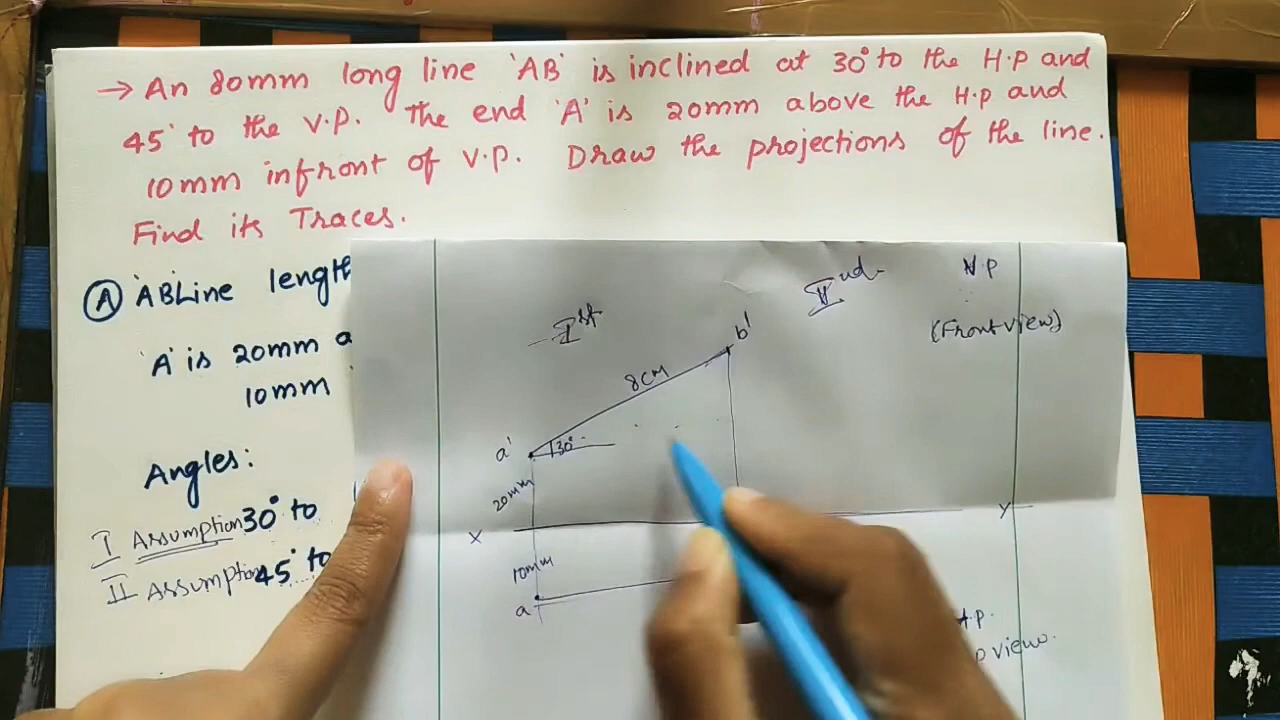 → An 80mm long line 'AB' is inclined at 30° to the H.P and
45° to the V.P. The end 'A' is 20mm above the H.P and
10mm infront of V.P. Draw the projections of the line.
Find its Traces.
Ⓐ 'AB Line length
'A' is 20mm a
10mm
Angles:
I Assumption 30° to
II Assumption 45° to
Ist
IInd
V.P
(Front view)
b'
8cm
a'
30°
20mm
X
Y
10mm
a
H.P.
p view.